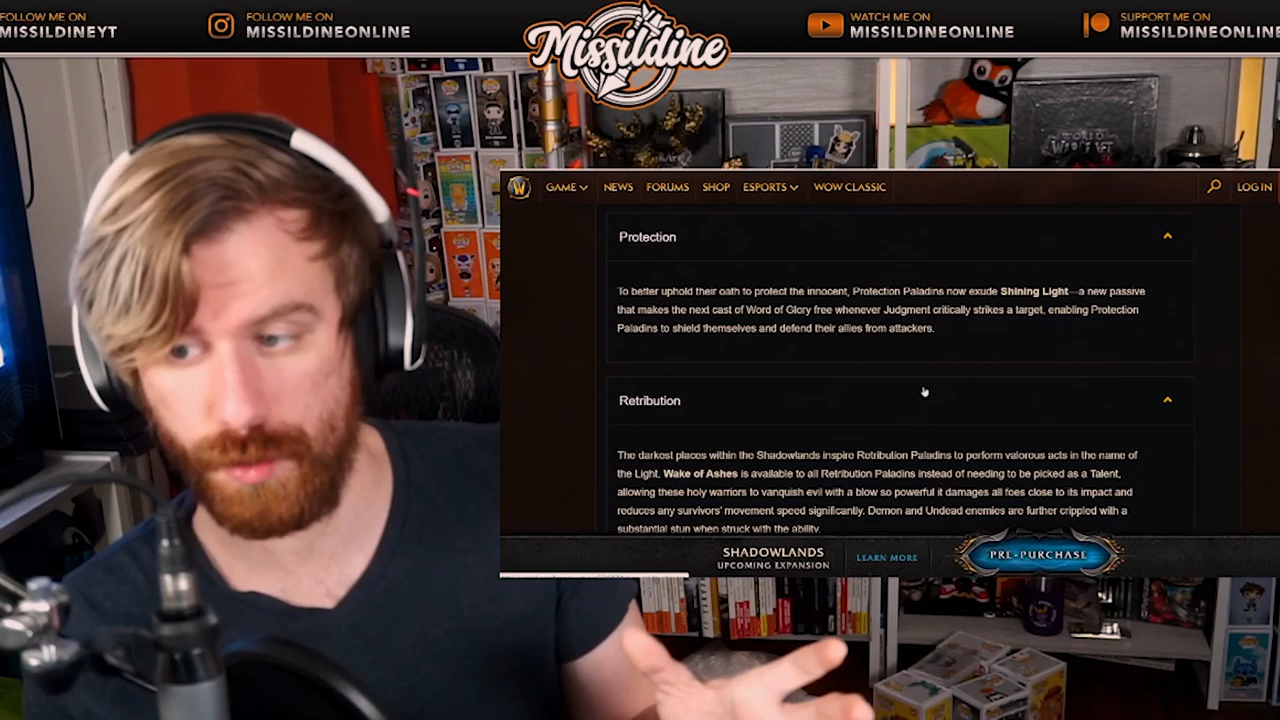 FOLLOW ME ON
MISSILDINEYT
FOLLOW ME ON
MISSILDINEONLINE
Missildine
WATCH ME ON
MISSILDINEONLINE
SUPPORT ME ON
MISSILDINEONLINE
WORLD
WARCRAFT
W
GAME
NEWS
FORUMS
SHOP
ESPORTS
WOW CLASSIC
LOG IN
Protection
To better uphold their oath to protect the innocent, Protection Paladins now exude Shining Light—a new passive
that makes the next cast of Word of Glory free whenever Judgment critically strikes a target, enabling Protection
Paladins to shield themselves and defend their allies from attackers.
Retribution
The darkest places within the Shadowlands inspire Retribution Paladins to perform valorous acts in the name of
the Light. Wake of Ashes is available to all Retribution Paladins instead of needing to be picked as a Talent,
allowing these holy warriors to vanquish evil with a blow so powerful it damages all foes close to its impact and
reduces any survivors' movement speed significantly. Demon and Undead enemies are further crippled with a
substantial stun when struck with the ability.
SHADOWLANDS
UPCOMING EXPANSION
LEARN MORE
PRE-PURCHASE